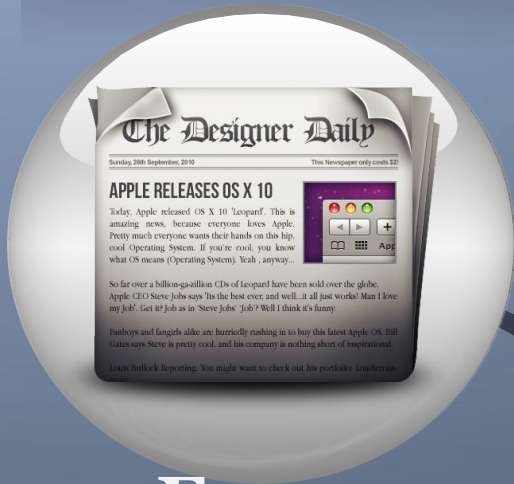 The Designer Daily
Sunday, 26th September, 2010 This Newspaper only costs $2!
APPLE RELEASES OS X 10
Today, Apple released OS X 10 'Leopard'. This is
amazing news, because everyone loves Apple.
Pretty much everyone wants their hands on this hip,
cool Operating System. If you're cool, you know
what OS means (Operating System). Yeah , anyway...
App
So far over a billion-ga-zillion CDs of Leopard have been sold over the globe.
Apple CEO Steve Jobs says 'Its the best ever, and well...it all just works! Man I love
my Job'. Get it? Job as in 'Steve Jobs' 'Job'? Well I think it's funny.
Fanboys and fangirls alike are hurriedly rushing in to buy this latest Apple OS. Bill
Gates says Steve is pretty cool, and his company is nothing short of inspirational.
Louis Bullock Reporting. You might want to check out his portfolio: